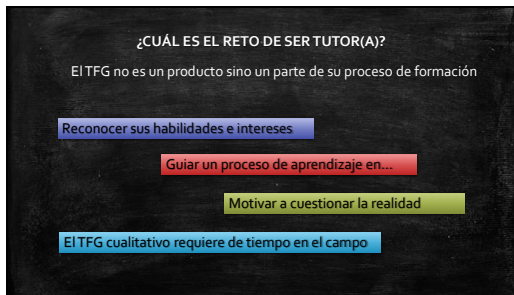 ¿CUÁL ES EL RETO DE SER TUTOR(A)?
El TFG no es un producto sino un parte de su proceso de formación
Reconocer sus habilidades e intereses
Guiar un proceso de aprendizaje en...
Motivar a cuestionar la realidad
El TFG cualitativo requiere de tiempo en el campo